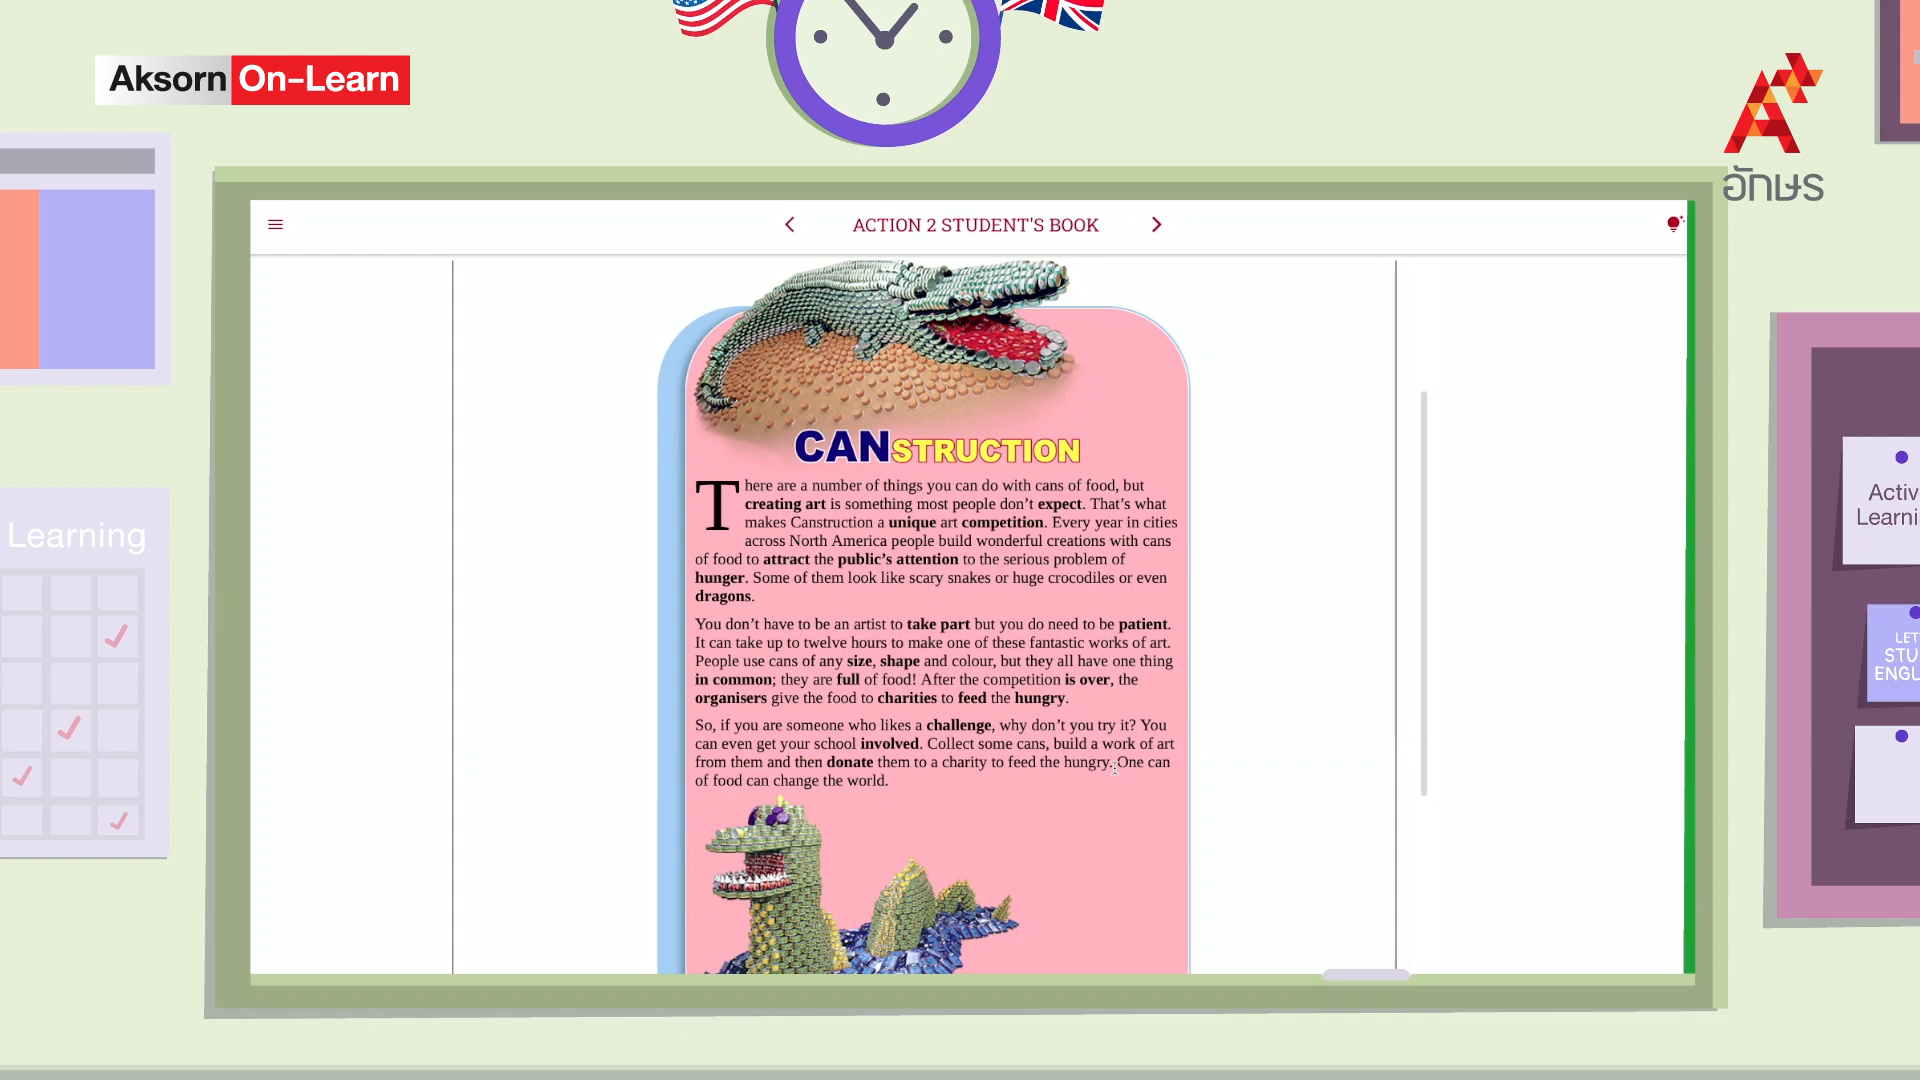 Aksorn On-Learn
อักษร
ACTION 2 STUDENT'S BOOK
CANSTRUCTION
There are a number of things you can do with cans of food, but
creating art is something most people don't expect. That's what
makes Canstruction a unique art competition. Every year in cities
across North America people build wonderful creations with cans
of food to attract the public's attention to the serious problem of
hunger. Some of them look like scary snakes or huge crocodiles or even
dragons.
You don't have to be an artist to take part but you do need to be patient.
It can take up to twelve hours to make one of these fantastic works of art.
People use cans of any size, shape and colour, but they all have one thing
in common; they are full of food! After the competition is over, the
organisers give the food to charities to feed the hungry.
So, if you are someone who likes a challenge, why don't you try it? You
can even get your school involved. Collect some cans, build a work of art
from them and then donate them to a charity to feed the hungry. One can
of food can change the world.
Learning